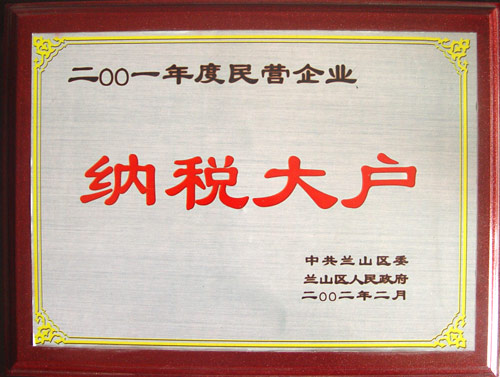 二00一年度民营企业
纳税大户
中共兰山区委
兰山区人民政府
二00二年二月